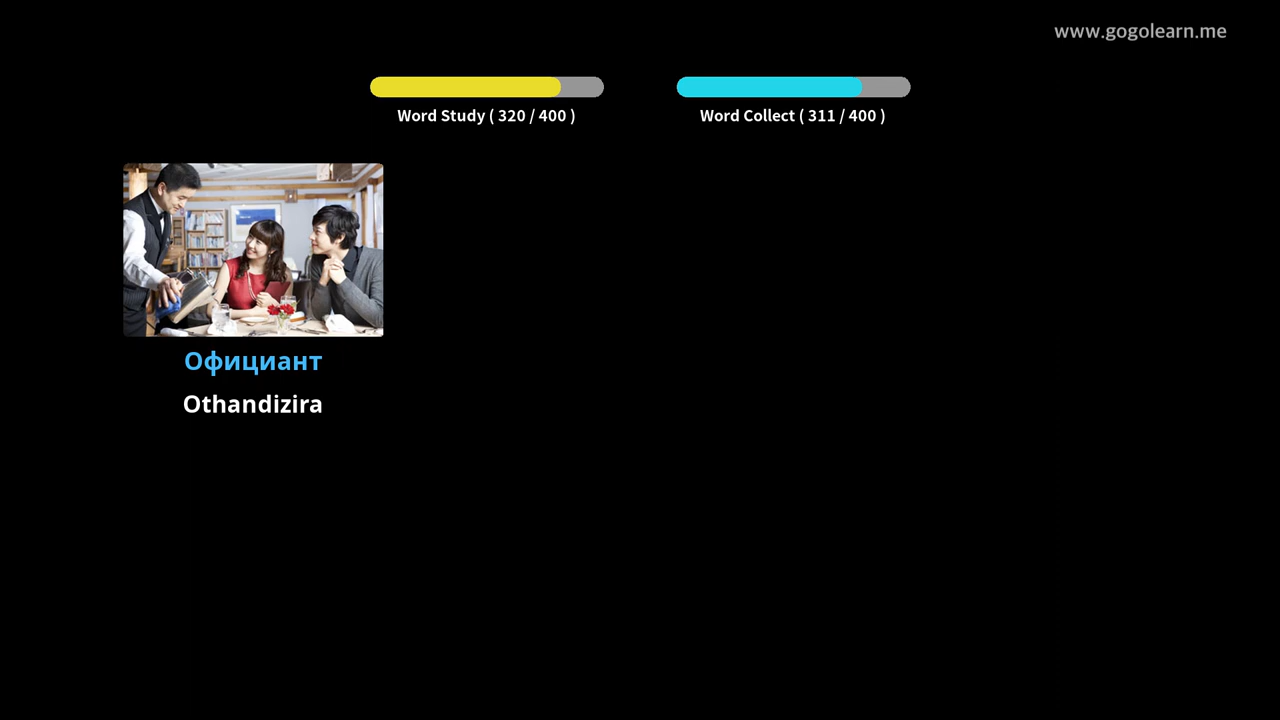 www.gogolearn.me
Word Study ( 320 / 400 )
Word Collect ( 311 / 400 )
Официант
Othandizira